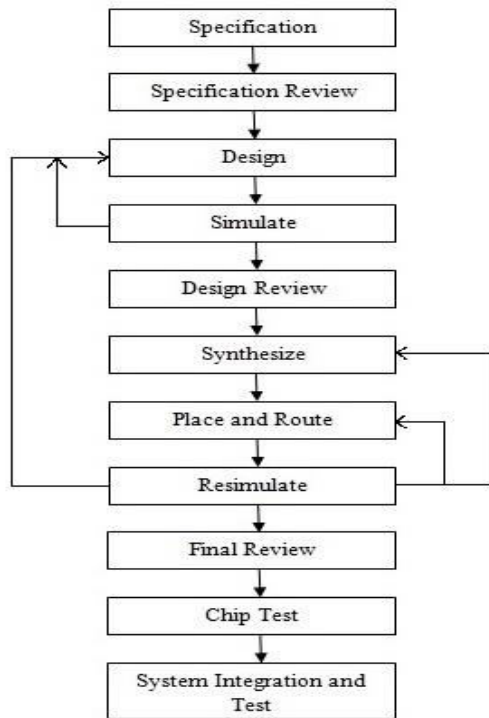 Specification
Specification Review
Design
Simulate
Design Review
Synthesize
Place and Route
Resimulate
Final Review
Chip Test
System Integration and
Test